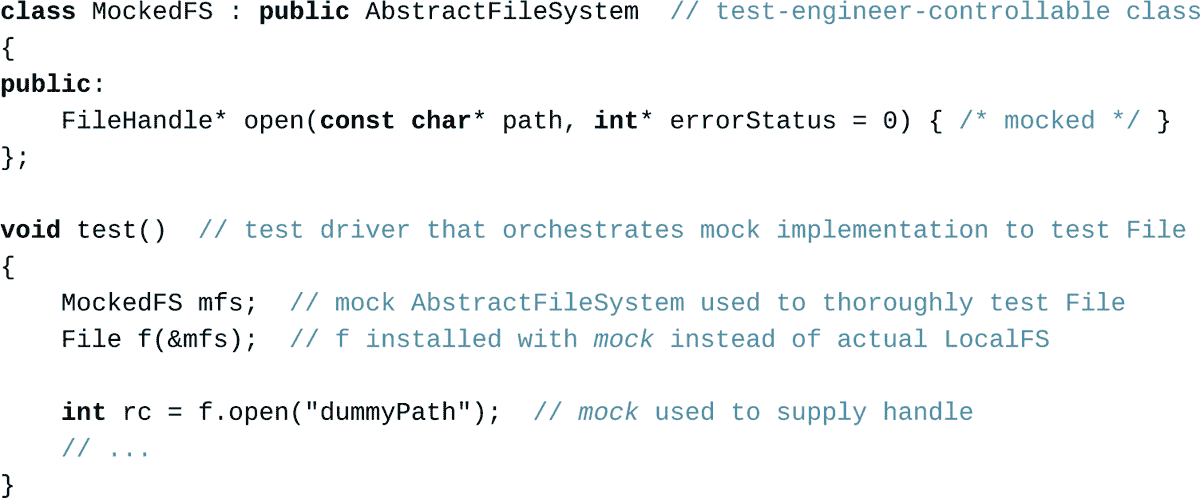 class MockedFS : public AbstractFileSystem  // test-engineer-controllable class
{
public:
    FileHandle* open(const char* path, int* errorStatus = 0) { /* mocked */ }
};

void test()  // test driver that orchestrates mock implementation to test File
{
    MockedFS mfs;  // mock AbstractFileSystem used to thoroughly test File
    File f(&mfs);  // f installed with mock instead of actual LocalFS

    int rc = f.open("dummyPath");  // mock used to supply handle
    // ...
}